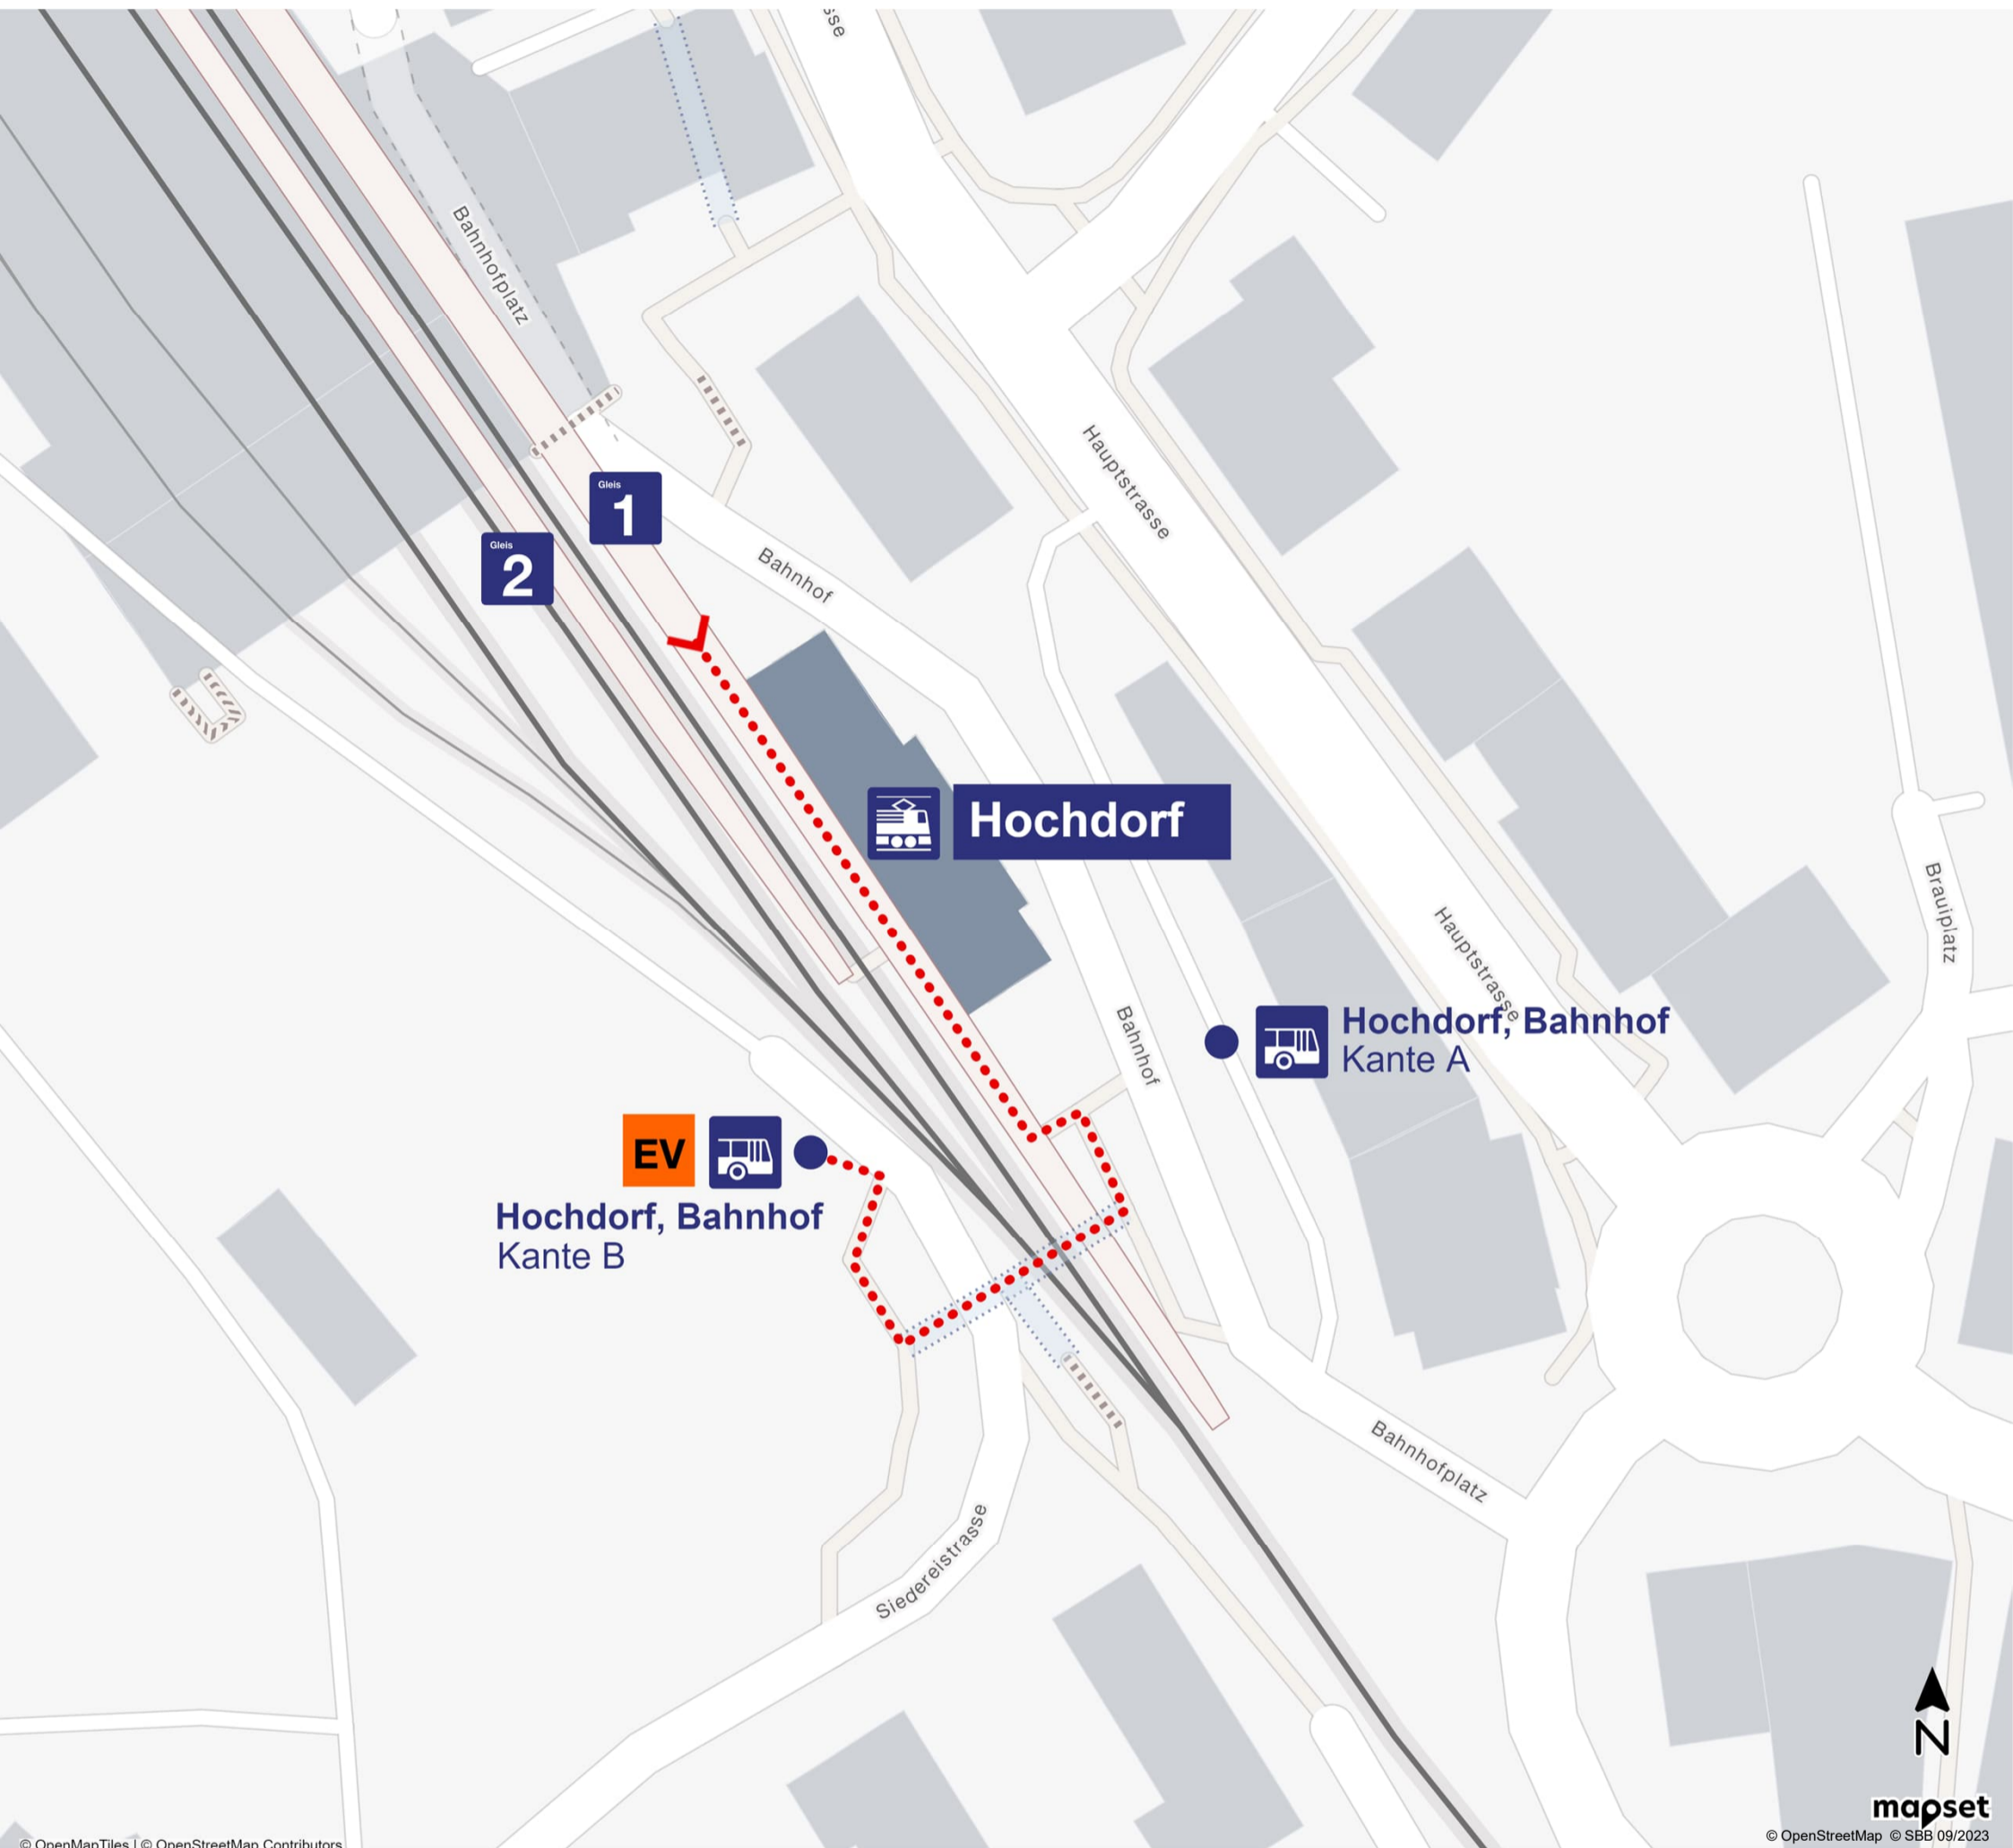 sse
Bahnhofplatz
Gleis
1
Gleis
2
Bahnhof
Hauptstrasse
Hochdorf
Brauiplatz
Hauptstrasse
Hochdorf, Bahnhof
Kante A
Bahnhof
EV
Hochdorf, Bahnhof
Kante B
Bahnhofplatz
Siedereistrasse
N
mapset
© OpenMapTiles | © OpenStreetMap Contributors
© OpenStreetMap © SBB 09/2023